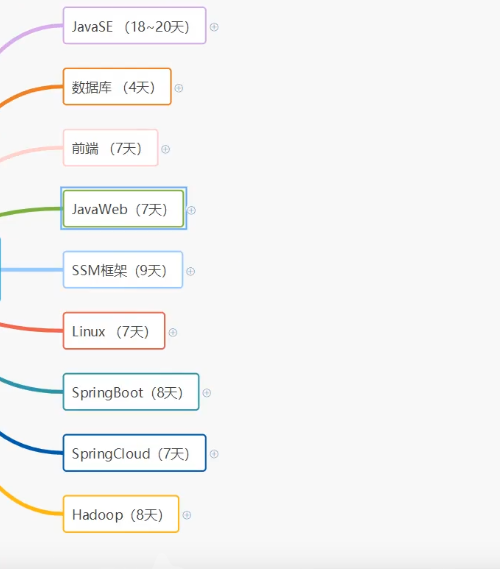 JavaSE （18~20天）
数据库 （4天）
前端 （7天）
JavaWeb（7天）
SSM框架（9天）
Linux （7天）
SpringBoot（8天）
SpringCloud（7天）
Hadoop（8天）